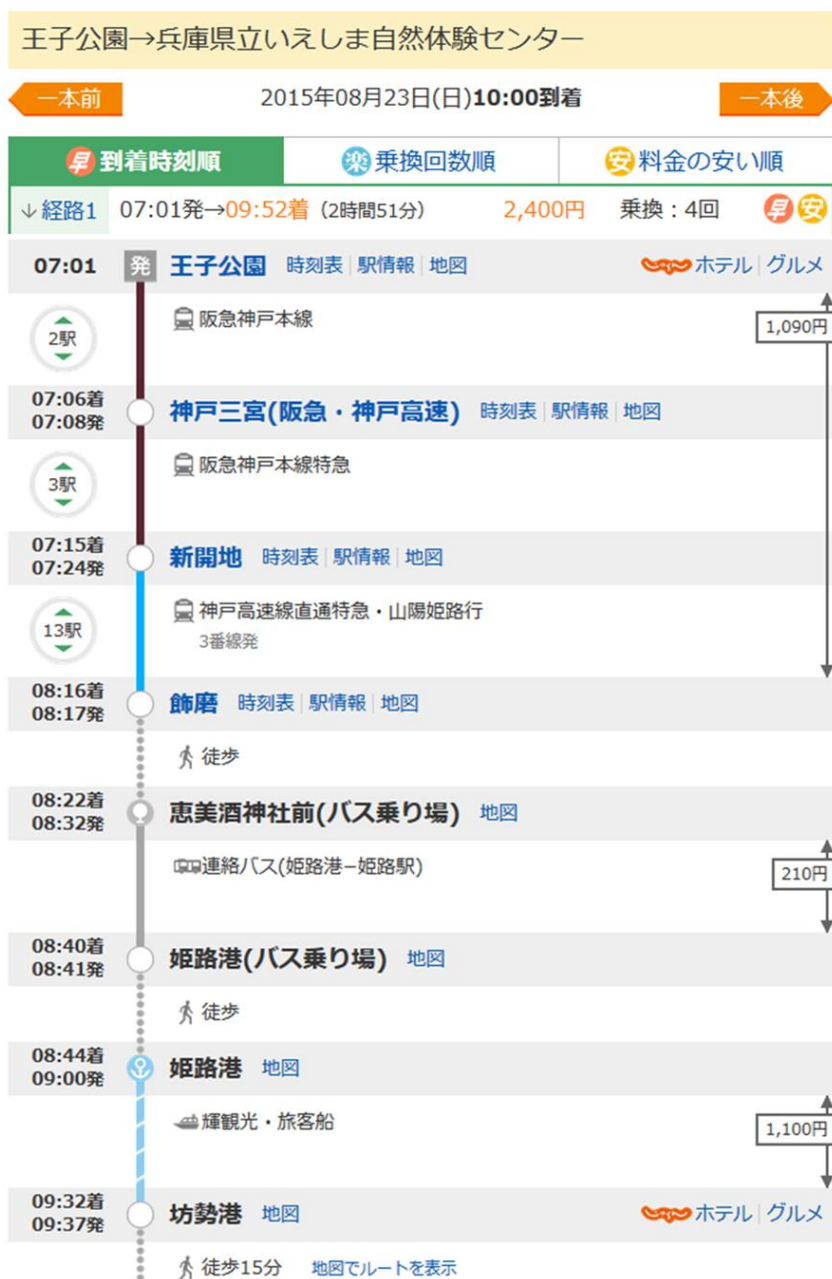 王子公園→兵庫県立いえしま自然体験センター
一本前 2015年08月23日(日)10:00到着 一本後
早 到着時刻順 楽 乗換回数順 安 料金の安い順
↓経路1 07:01発→09:52着 (2時間51分) 2,400円 乗換：4回 早 安
07:01 発 王子公園 時刻表 駅情報 地図 ホテル グルメ
2駅 阪急神戸本線 1,090円
07:06着
07:08発 神戸三宮(阪急・神戸高速) 時刻表 駅情報 地図
3駅 阪急神戸本線特急
07:15着
07:24発 新開地 時刻表 駅情報 地図
13駅 神戸高速線直通特急・山陽姫路行
3番線発
08:16着
08:17発 飾磨 時刻表 駅情報 地図
徒歩
08:22着
08:32発 恵美酒神社前(バス乗り場) 地図
連絡バス(姫路港−姫路駅) 210円
08:40着
08:41発 姫路港(バス乗り場) 地図
徒歩
08:44着
09:00発 姫路港 地図
輝観光・旅客船 1,100円
09:32着
09:37発 坊勢港 地図 ホテル グルメ
徒歩15分 地図でルートを表示